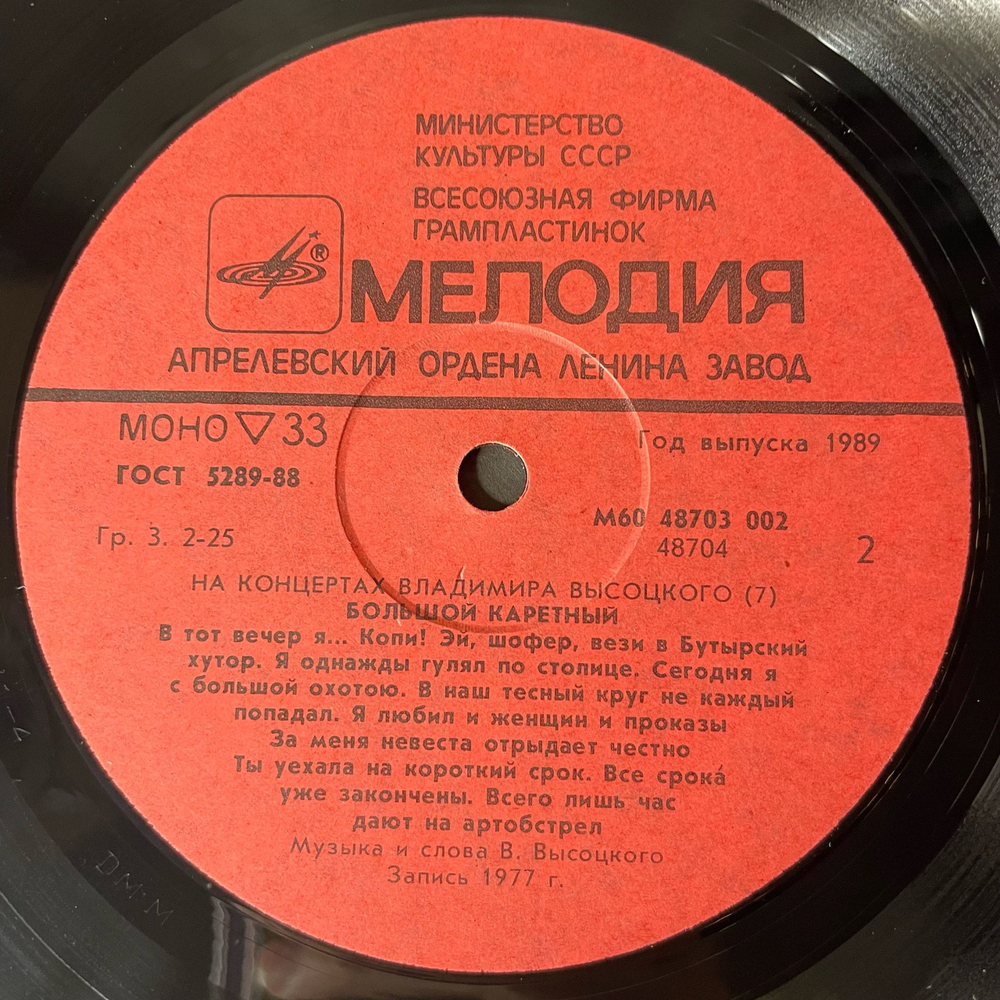 МИНИСТЕРСТВО
КУЛЬТУРЫ СССР
ВСЕСОЮЗНАЯ ФИРМА
ГРАМПЛАСТИНОК
®
МЕЛОДИЯ
АПРЕЛЕВСКИЙ ОРДЕНА ЛЕНИНА ЗАВОД
МОНО ▽ 33
Год выпуска 1989
ГОСТ 5289-88
М60 48703 002
Гр. 3. 2-25
48704
2
НА КОНЦЕРТАХ ВЛАДИМИРА ВЫСОЦКОГО (7)
БОЛЬШОЙ КАРЕТНЫЙ
В тот вечер я... Копи! Эй, шофер, вези в Бутырский
хутор. Я однажды гулял по столице. Сегодня я
с большой охотою. В наш тесный круг не каждый
попадал. Я любил и женщин и проказы
За меня невеста отрыдает честно
Ты уехала на короткий срок. Все срока́
уже закончены. Всего лишь час
дают на артобстрел
Музыка и слова В. Высоцкого
Запись 1977 г.
DMM